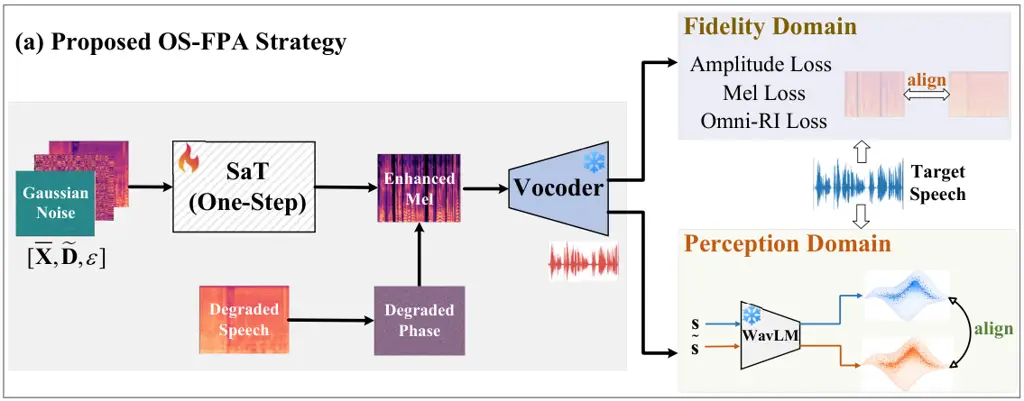 (a) Proposed OS-FPA Strategy
Gaussian
Noise
[X̅, D̃, ε]
SaT
(One-Step)
Enhanced
Mel
Vocoder
Degraded
Speech
Degraded
Phase
Fidelity Domain
Amplitude Loss
Mel Loss
Omni-RI Loss
align
Target
Speech
Perception Domain
s
s̃
WavLM
align